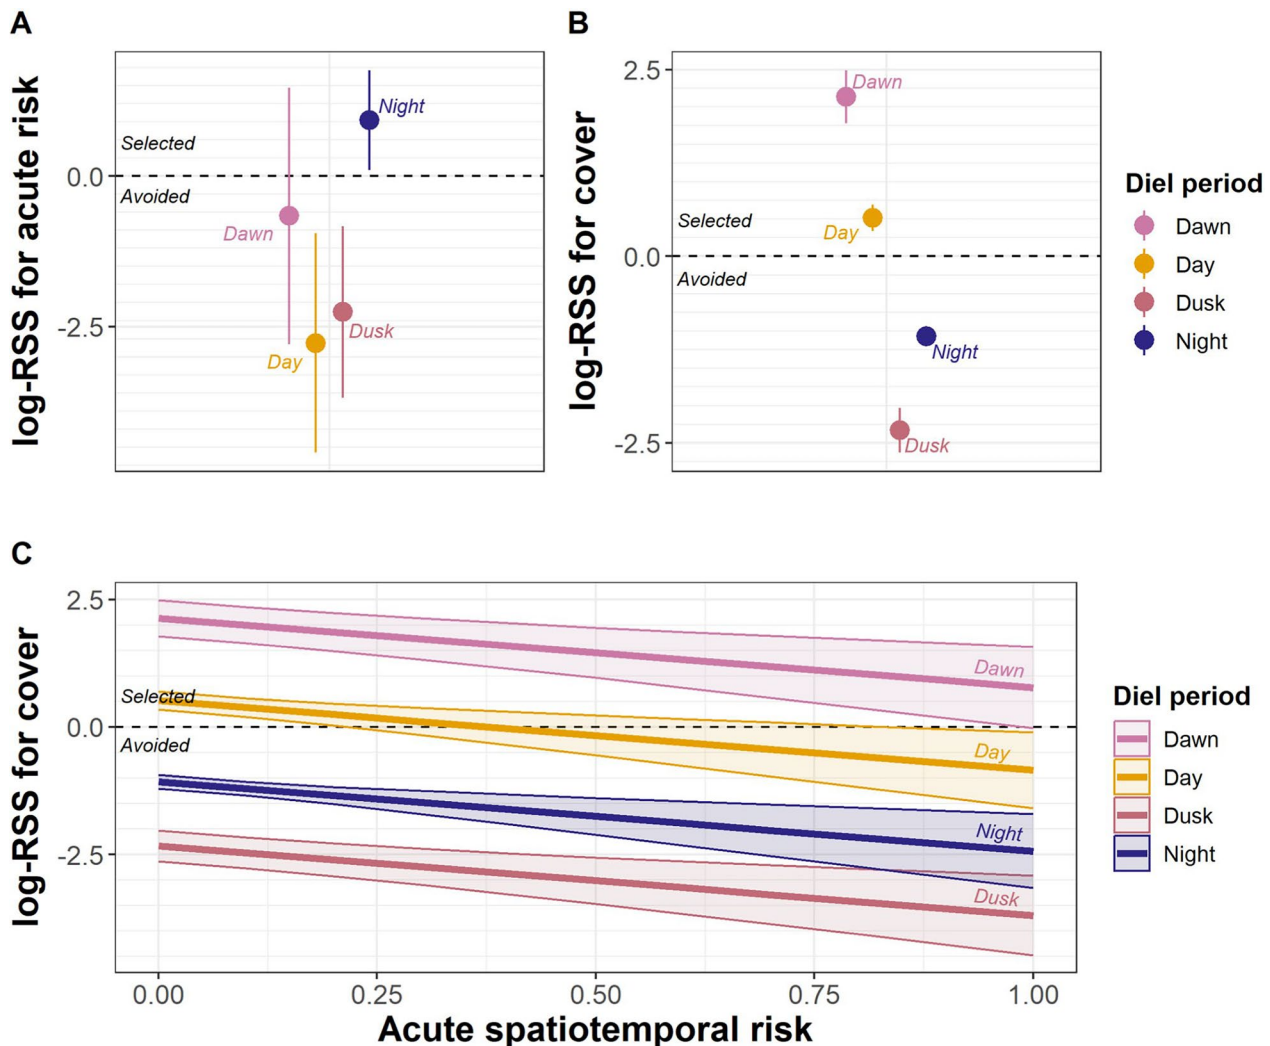 A
log-RSS for acute risk
0.0
-2.5
Selected
Avoided
Night
Dawn
Dusk
Day
B
log-RSS for cover
2.5
0.0
-2.5
Dawn
Selected
Day
Avoided
Night
Dusk
Diel period
Dawn
Day
Dusk
Night
C
log-RSS for cover
2.5
0.0
-2.5
Selected
Avoided
Dawn
Day
Night
Dusk
0.00 0.25 0.50 0.75 1.00
Acute spatiotemporal risk
Diel period
Dawn
Day
Dusk
Night